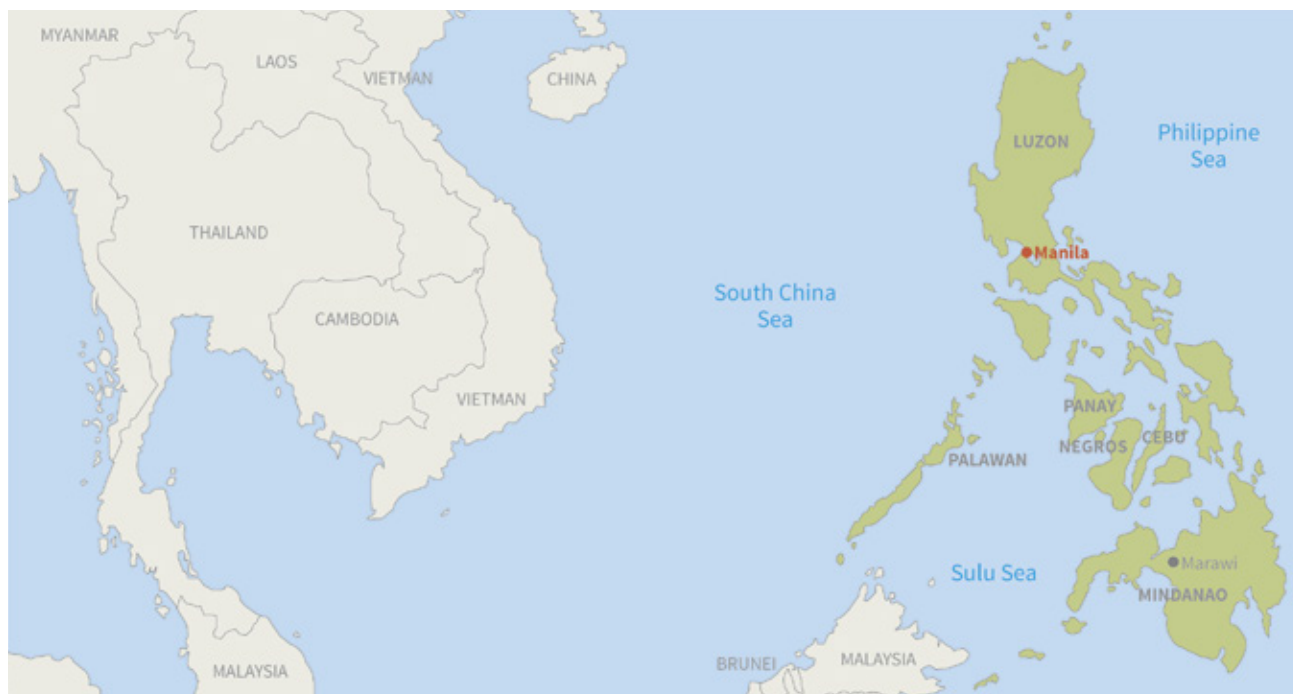 MYANMAR
LAOS
VIETMAN
CHINA
LUZON
Philippine
Sea
THAILAND
Manila
South China
Sea
CAMBODIA
VIETMAN
PANAY
CEBU
NEGROS
PALAWAN
Sulu Sea
Marawi
MINDANAO
MALAYSIA
BRUNEI
MALAYSIA